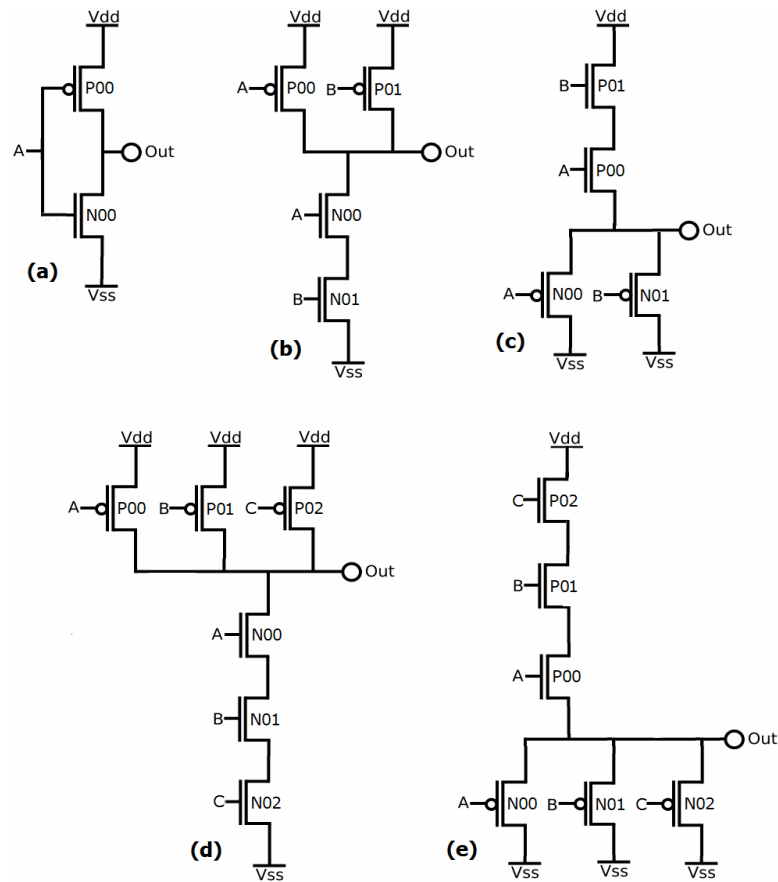 Vdd
P00
A
Out
N00
Vss
(a)
Vdd Vdd
A P00 B P01
Out
A N00
B N01
Vss
(b)
Vdd
B P01
A P00
Out
A N00 B N01
Vss Vss
(c)
Vdd Vdd Vdd
A P00 B P01 C P02
Out
A N00
B N01
C N02
Vss
(d)
Vdd
C P02
B P01
A P00
Out
A N00 B N01 C N02
Vss Vss Vss
(e)